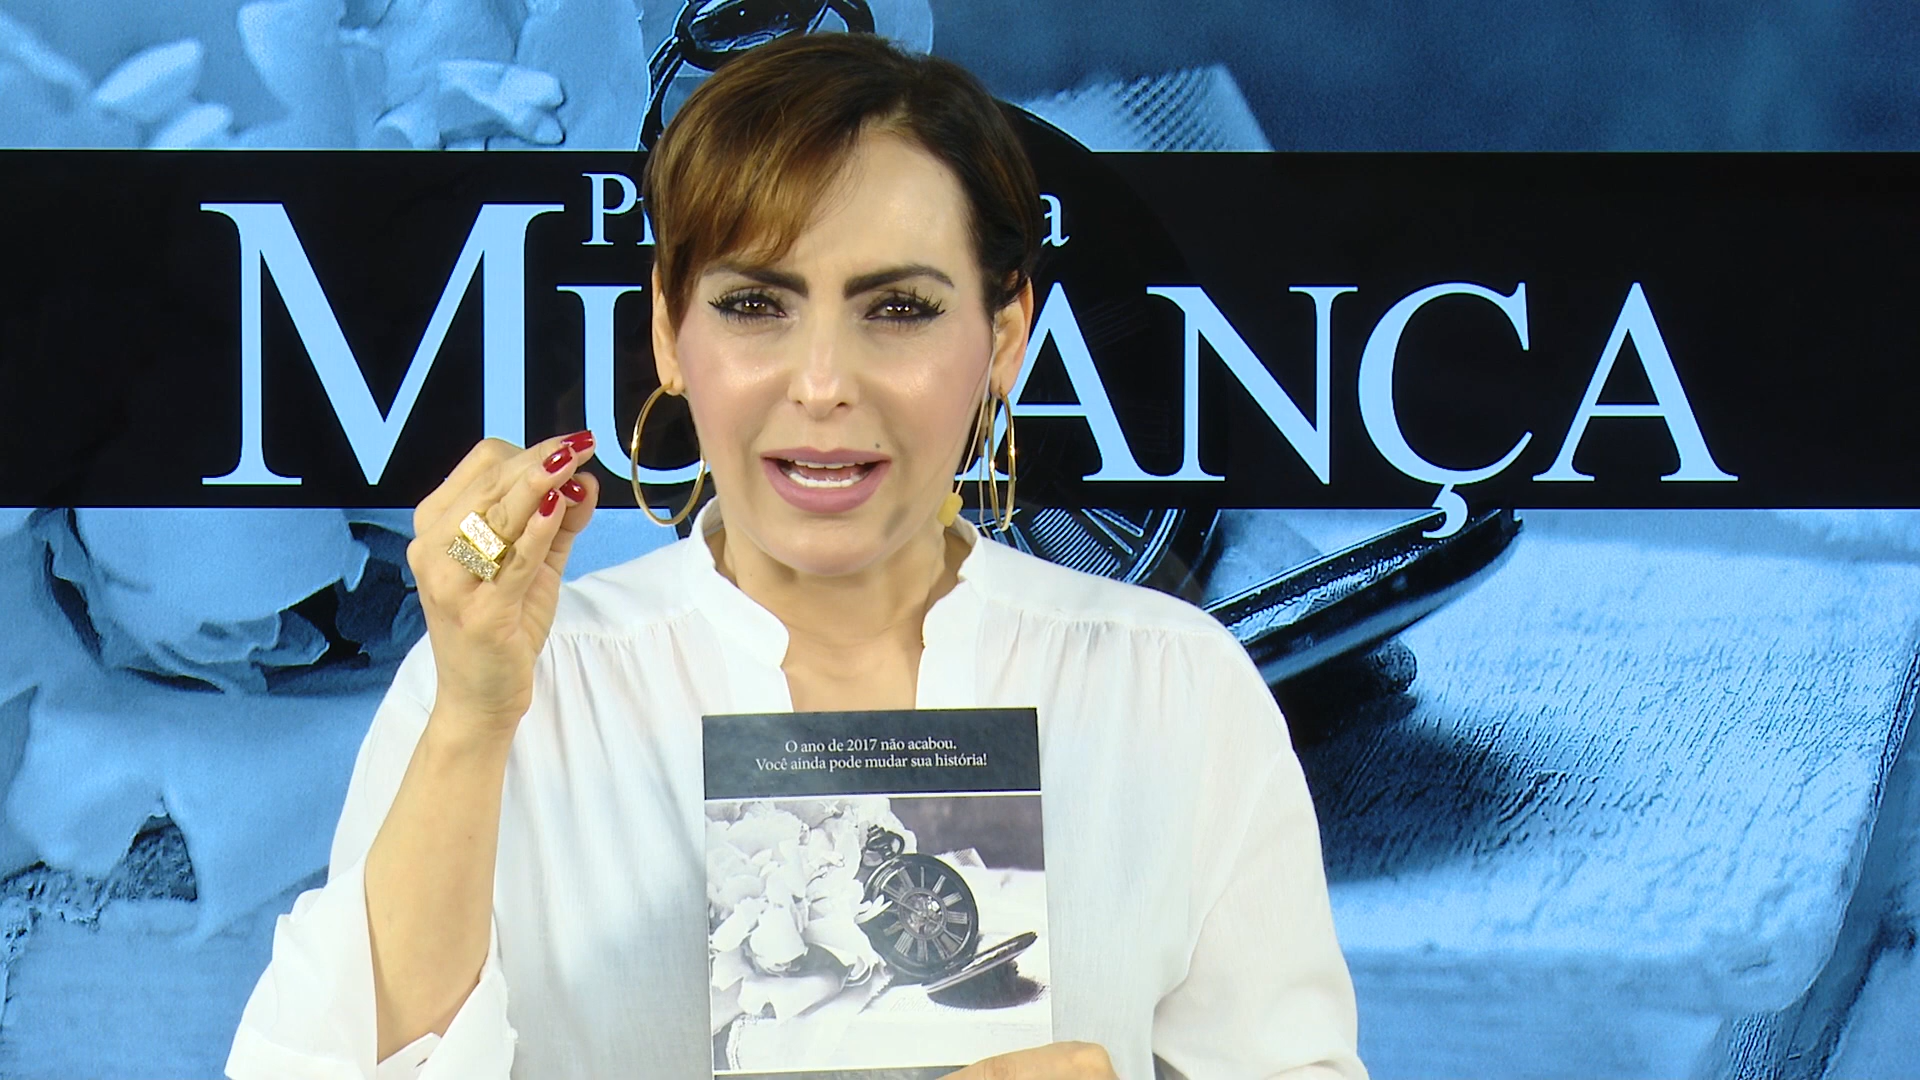 MUDANÇA
O ano de 2017 não acabou.
Você ainda pode mudar sua história!